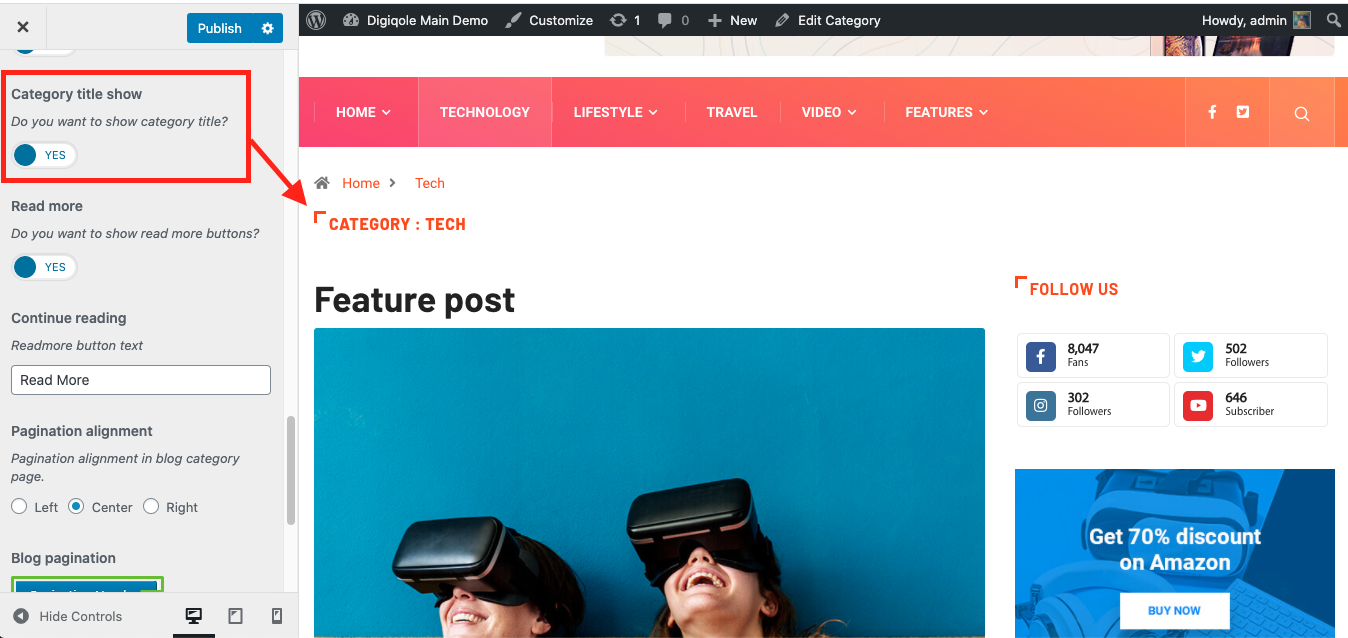 Publish
Digiqole Main Demo
Customize
1
0
New
Edit Category
Howdy, admin
Category title show
Do you want to show category title?
YES
Read more
Do you want to show read more buttons?
YES
Continue reading
Readmore button text
Read More
Pagination alignment
Pagination alignment in blog category
page.
Left Center Right
Blog pagination
Hide Controls
HOME TECHNOLOGY LIFESTYLE TRAVEL VIDEO FEATURES
Home Tech
CATEGORY : TECH
Feature post
FOLLOW US
8,047
Fans
502
Followers
302
Followers
646
Subscriber
Get 70% discount
on Amazon
BUY NOW